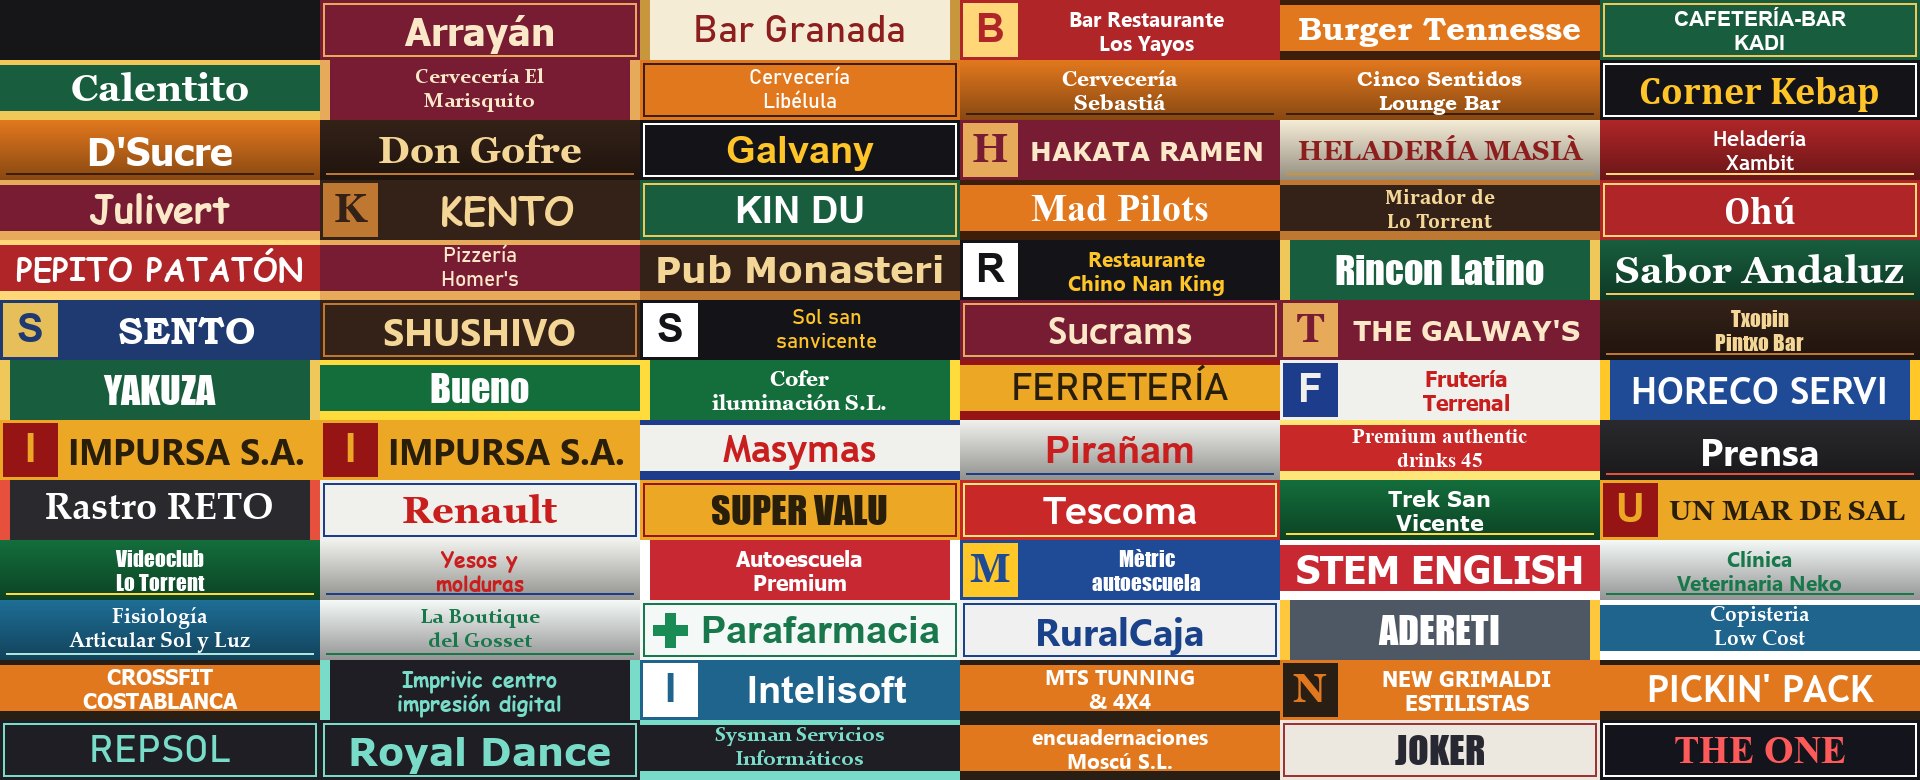 Arrayán
Bar Granada
B
Bar Restaurante
Los Yayos
Burger Tennesse
CAFETERÍA-BAR
KADI
Calentito
Cervecería El
Marisquito
Cervecería
Libélula
Cervecería
Sebastiá
Cinco Sentidos
Lounge Bar
Corner Kebap
D'Sucre
Don Gofre
Galvany
H
HAKATA RAMEN
HELADERÍA MASIÀ
Heladería
Xambit
Julivert
K
KENTO
KIN DU
Mad Pilots
Mirador de
Lo Torrent
Ohú
PEPITO PATATÓN
Pizzería
Homer's
Pub Monasteri
R
Restaurante
Chino Nan King
Rincon Latino
Sabor Andaluz
S
SENTO
SHUSHIVO
S
Sol san
sanvicente
Sucrams
T
THE GALWAY'S
Txopin
Pintxo Bar
YAKUZA
Bueno
Cofer
iluminación S.L.
FERRETERÍA
F
Frutería
Terrenal
HORECO SERVI
I
IMPURSA S.A.
I
IMPURSA S.A.
Masymas
Pirañam
Premium authentic
drinks 45
Prensa
Rastro RETO
Renault
SUPER VALU
Tescoma
Trek San
Vicente
U
UN MAR DE SAL
Videoclub
Lo Torrent
Yesos y
molduras
Autoescuela
Premium
M
Mètric
autoescuela
STEM ENGLISH
Clínica
Veterinaria Neko
Fisiología
Articular Sol y Luz
La Boutique
del Gosset
Parafarmacia
RuralCaja
ADERETI
Copisteria
Low Cost
CROSSFIT
COSTABLANCA
Imprivic centro
impresión digital
I
Intelisoft
MTS TUNNING
& 4X4
N
NEW GRIMALDI
ESTILISTAS
PICKIN' PACK
REPSOL
Royal Dance
Sysman Servicios
Informáticos
encuadernaciones
Moscú S.L.
JOKER
THE ONE